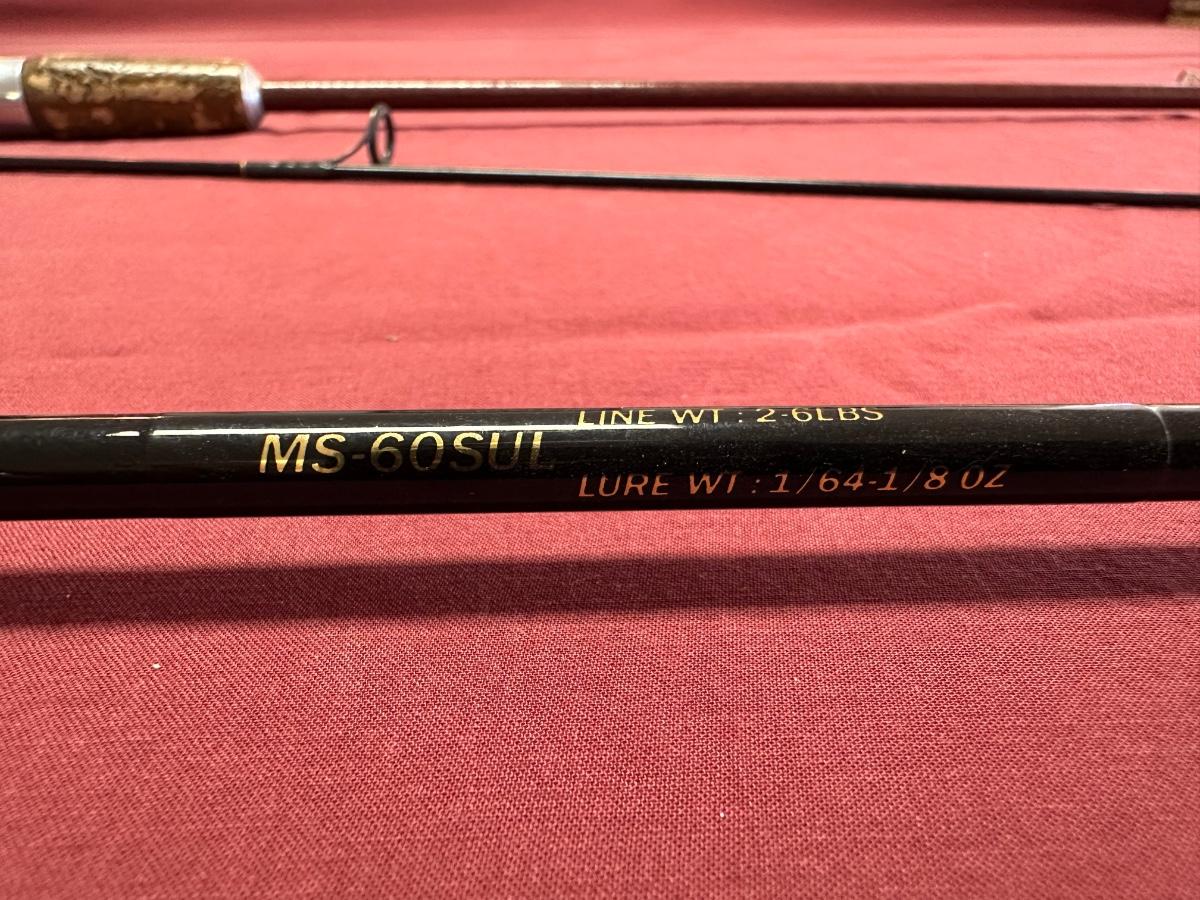 MS-60SUL
LINE WT : 2-6LBS
LURE WT : 1/64-1/8 OZ